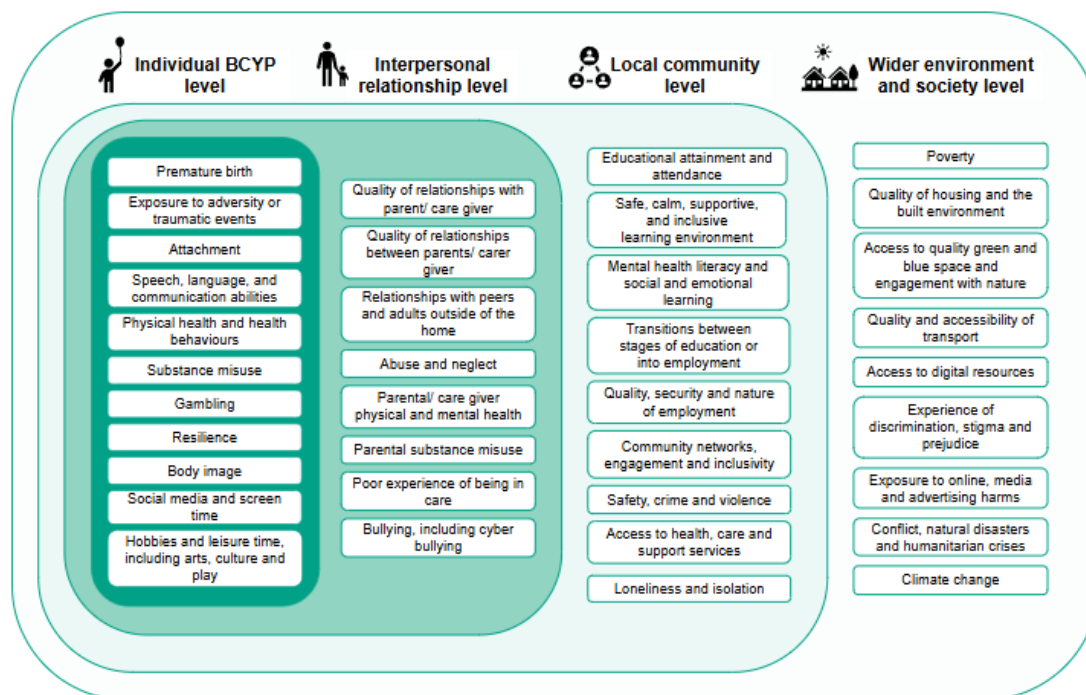 Individual BCYP
level
Interpersonal
relationship level
Local community
level
Wider environment
and society level
Premature birth
Exposure to adversity or
traumatic events
Attachment
Speech, language, and
communication abilities
Physical health and health
behaviours
Substance misuse
Gambling
Resilience
Body image
Social media and screen
time
Hobbies and leisure time,
including arts, culture and
play
Quality of relationships with
parent/ care giver
Quality of relationships
between parents/ carer
giver
Relationships with peers
and adults outside of the
home
Abuse and neglect
Parental/ care giver
physical and mental health
Parental substance misuse
Poor experience of being in
care
Bullying, including cyber
bullying
Educational attainment and
attendance
Safe, calm, supportive,
and inclusive
learning environment
Mental health literacy and
social and emotional
learning
Transitions between
stages of education or
into employment
Quality, security and nature
of employment
Community networks,
engagement and inclusivity
Safety, crime and violence
Access to health, care and
support services
Loneliness and isolation
Poverty
Quality of housing and the
built environment
Access to quality green and
blue space and
engagement with nature
Quality and accessibility of
transport
Access to digital resources
Experience of
discrimination, stigma and
prejudice
Exposure to online, media
and advertising harms
Conflict, natural disasters
and humanitarian crises
Climate change